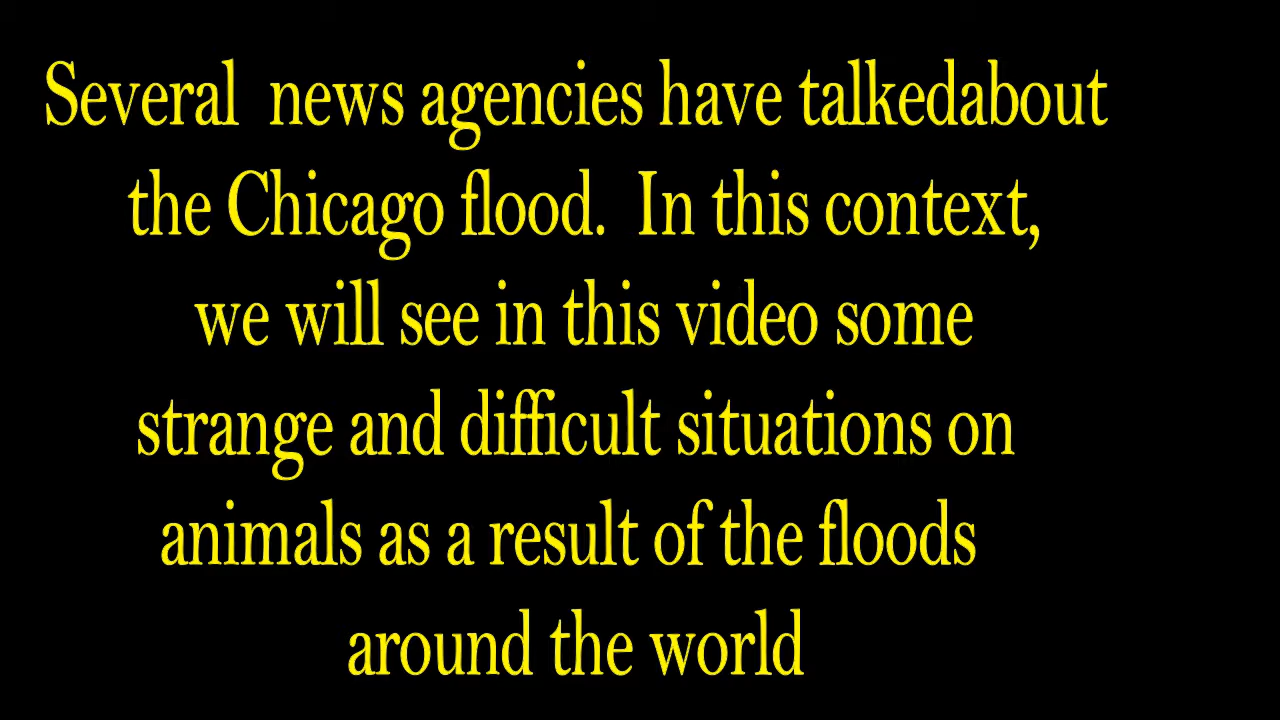 Several  news agencies have talkedabout
the Chicago flood.  In this context,
we will see in this video some
strange and difficult situations on
animals as a result of the floods
around the world